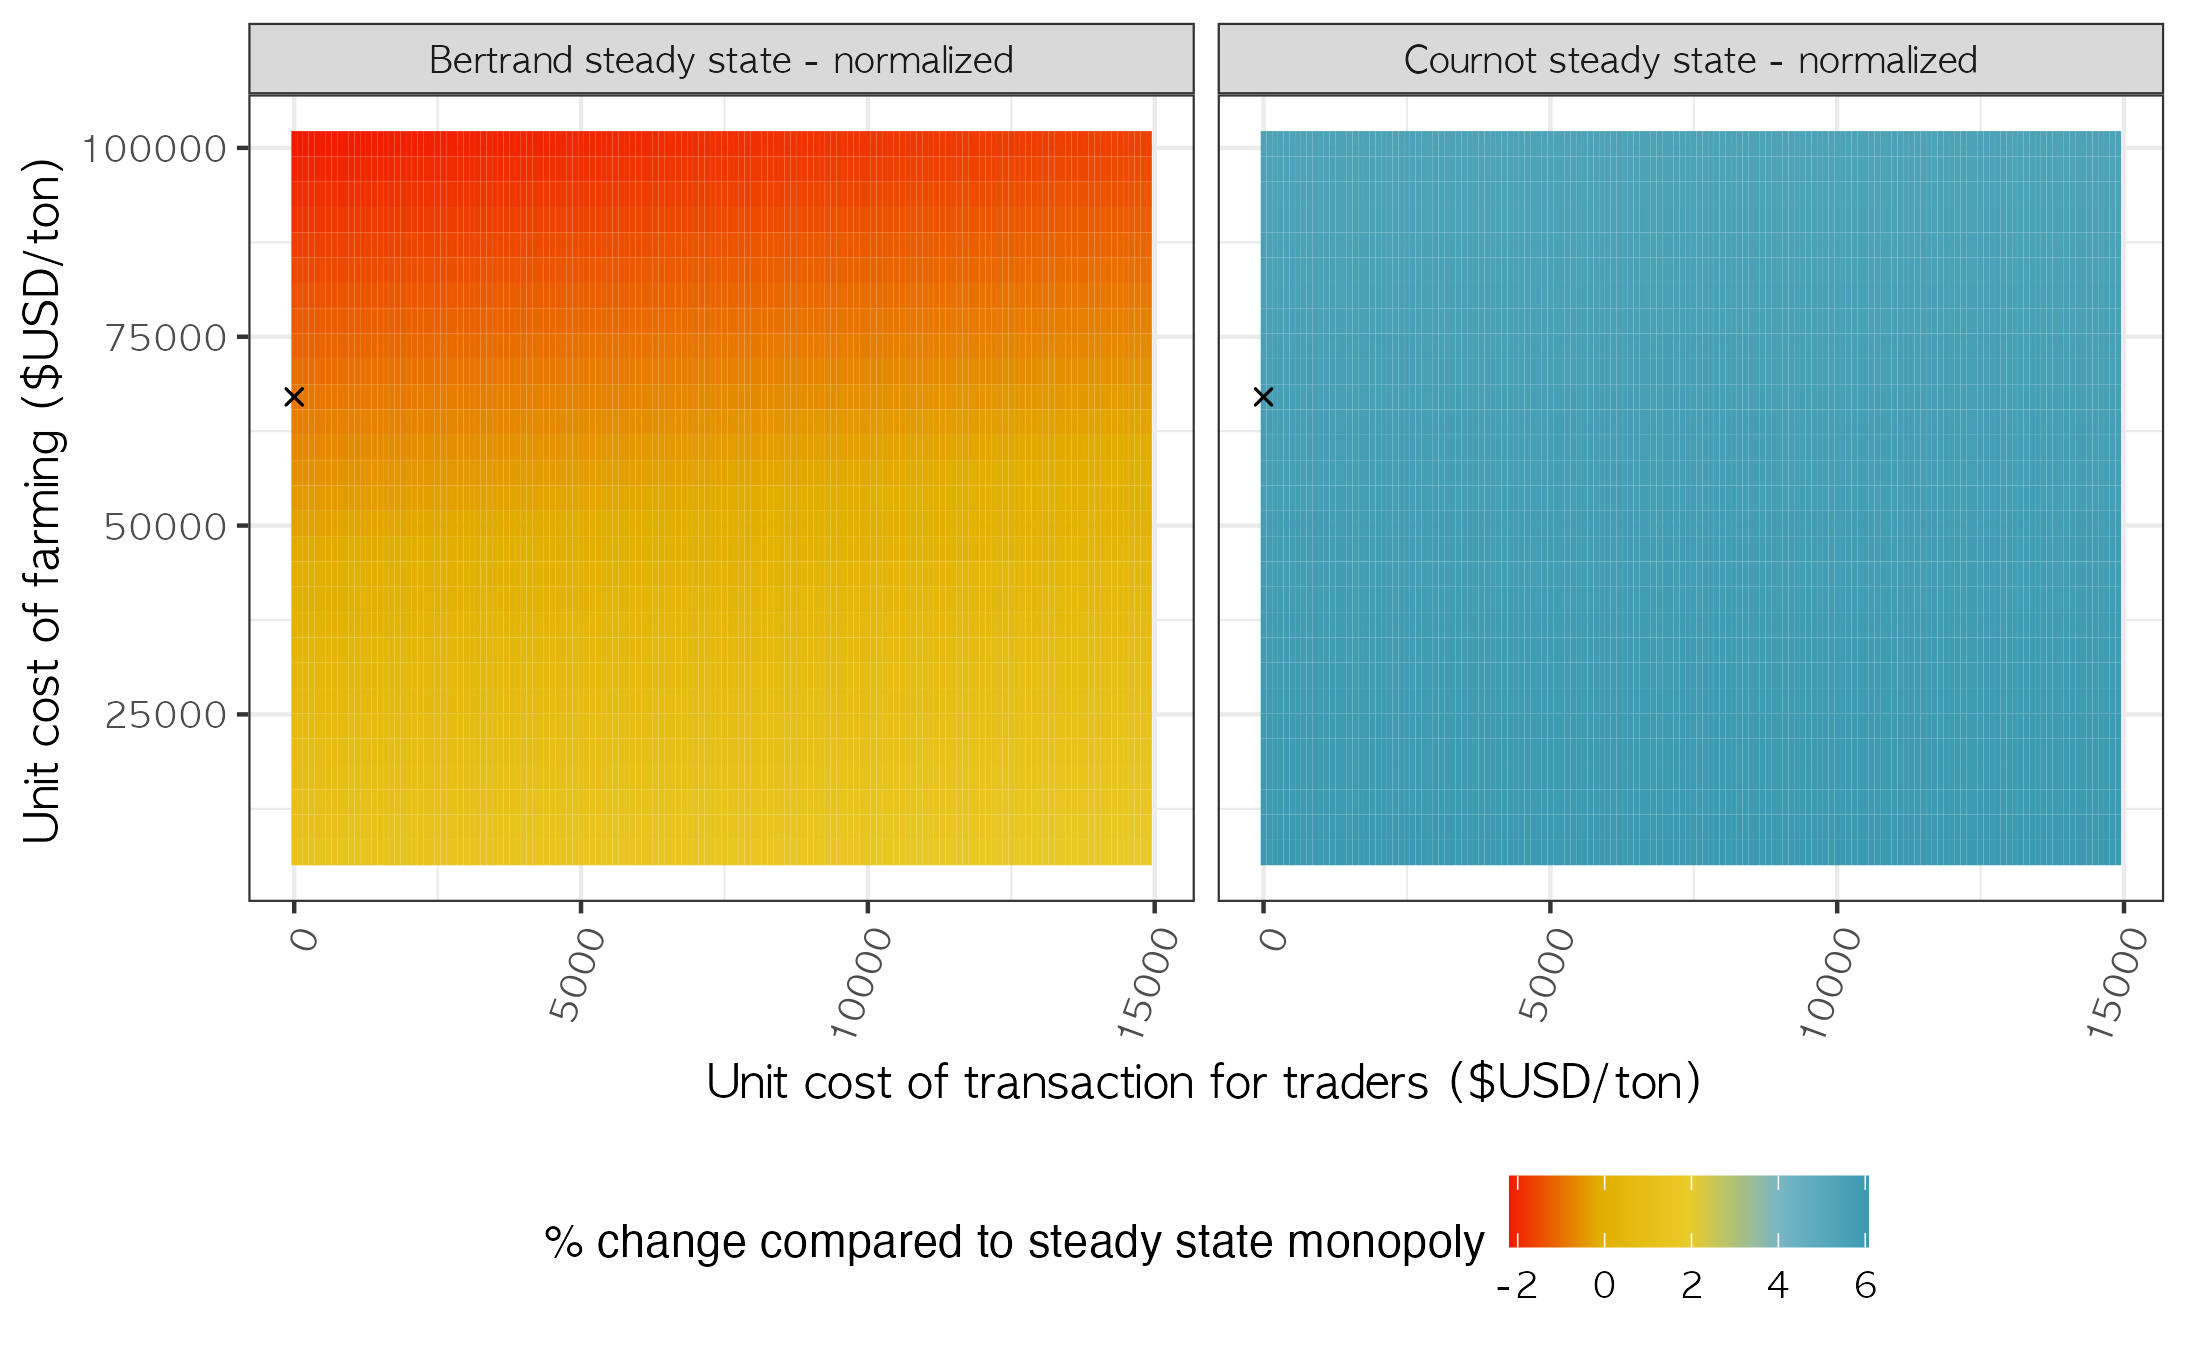 Bertrand steady state - normalized
Cournot steady state - normalized
100000
75000
50000
25000
Unit cost of farming ($USD/ton)
0
5000
10000
15000
0
5000
10000
15000
Unit cost of transaction for traders ($USD/ton)
% change compared to steady state monopoly
-2 0 2 4 6